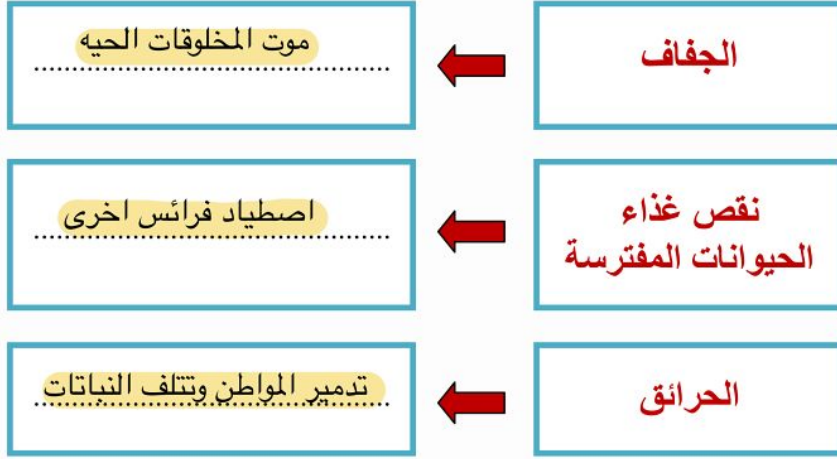 الجفاف
موت المخلوقات الحيه
نقص غذاء
الحيوانات المفترسة
اصطياد فرائس اخرى
الحرائق
تدمير المواطن وتتلف النباتات